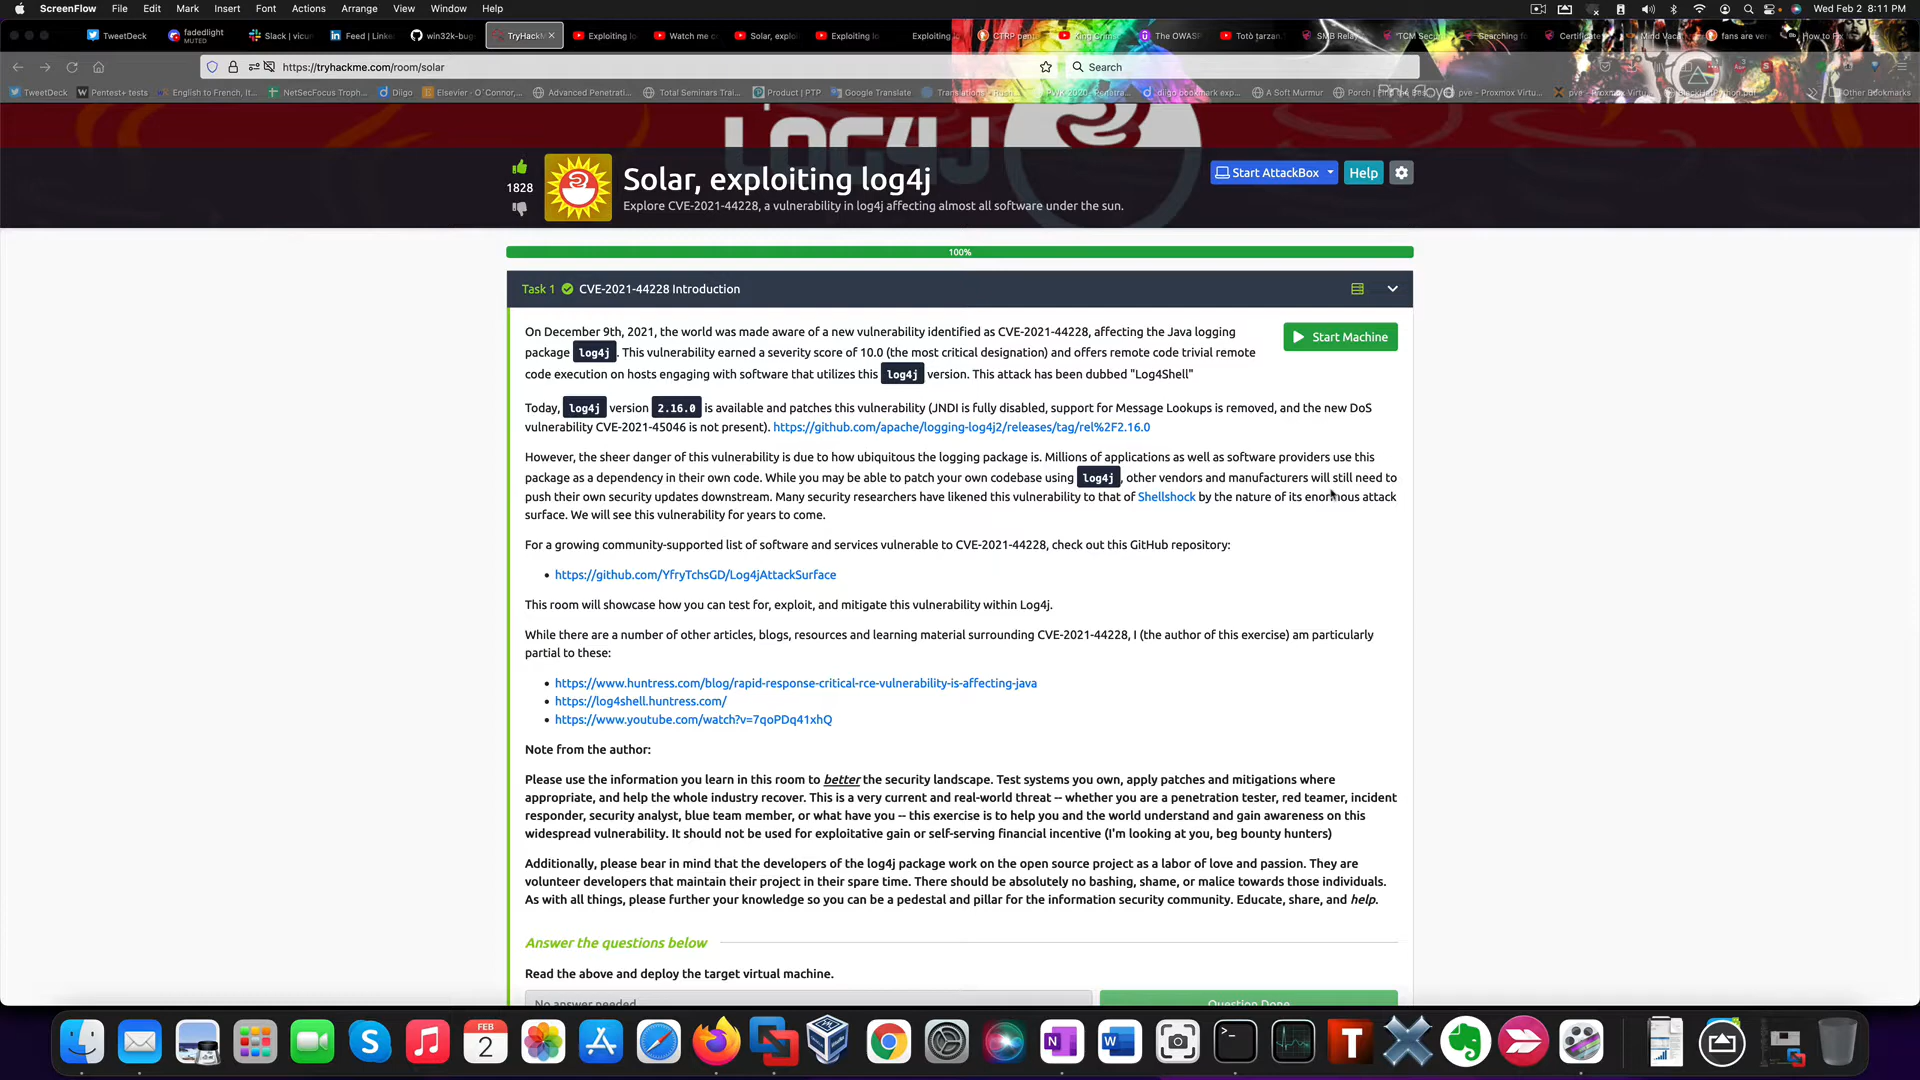 ScreenFlow File Edit Mark Insert Font Actions Arrange View Window Help Wed Feb 2 8:11 PM
TweetDeck fadedlight MUTED Slack | vicu Feed | Linke win32k-bug TryHackM Exploiting lo Watch me c Solar, exploi Exploiting lo Exploiting CTRP pen The OWASP Totò tarzan SMB Relay TCM Secu Searching fo Certificate Mind Vaca fans are ver How to Fix
https://tryhackme.com/room/solar Search
TweetDeck Pentest+ tests English to French, It... NetSecFocus Troph... Diigo Elsevier - O`Connor,... Advanced Penetrati... Total Seminars Trai... Product | PTP Google Translate A Soft Murmur pve - Proxmox Virtu... Other Bookmarks
LOG4J
Solar, exploiting log4j
1828
Explore CVE-2021-44228, a vulnerability in log4j affecting almost all software under the sun.
Start AttackBox Help
100%
Task 1 CVE-2021-44228 Introduction
Start Machine
On December 9th, 2021, the world was made aware of a new vulnerability identified as CVE-2021-44228, affecting the Java logging
package log4j . This vulnerability earned a severity score of 10.0 (the most critical designation) and offers remote code trivial remote
code execution on hosts engaging with software that utilizes this log4j version. This attack has been dubbed "Log4Shell"
Today, log4j version 2.16.0 is available and patches this vulnerability (JNDI is fully disabled, support for Message Lookups is removed, and the new DoS
vulnerability CVE-2021-45046 is not present). https://github.com/apache/logging-log4j2/releases/tag/rel%2F2.16.0
However, the sheer danger of this vulnerability is due to how ubiquitous the logging package is. Millions of applications as well as software providers use this
package as a dependency in their own code. While you may be able to patch your own codebase using log4j , other vendors and manufacturers will still need to
push their own security updates downstream. Many security researchers have likened this vulnerability to that of Shellshock by the nature of its enormous attack
surface. We will see this vulnerability for years to come.
For a growing community-supported list of software and services vulnerable to CVE-2021-44228, check out this GitHub repository:
• https://github.com/YfryTchsGD/Log4jAttackSurface
This room will showcase how you can test for, exploit, and mitigate this vulnerability within Log4j.
While there are a number of other articles, blogs, resources and learning material surrounding CVE-2021-44228, I (the author of this exercise) am particularly
partial to these:
• https://www.huntress.com/blog/rapid-response-critical-rce-vulnerability-is-affecting-java
• https://log4shell.huntress.com/
• https://www.youtube.com/watch?v=7qoPDq41xhQ
Note from the author:
Please use the information you learn in this room to better the security landscape. Test systems you own, apply patches and mitigations where
appropriate, and help the whole industry recover. This is a very current and real-world threat -- whether you are a penetration tester, red teamer, incident
responder, security analyst, blue team member, or what have you -- this exercise is to help you and the world understand and gain awareness on this
widespread vulnerability. It should not be used for exploitative gain or self-serving financial incentive (I'm looking at you, beg bounty hunters)
Additionally, please bear in mind that the developers of the log4j package work on the open source project as a labor of love and passion. They are
volunteer developers that maintain their project in their spare time. There should be absolutely no bashing, shame, or malice towards those individuals.
As with all things, please further your knowledge so you can be a pedestal and pillar for the information security community. Educate, share, and help.
Answer the questions below
Read the above and deploy the target virtual machine.
No answer needed Question Done
FEB
2